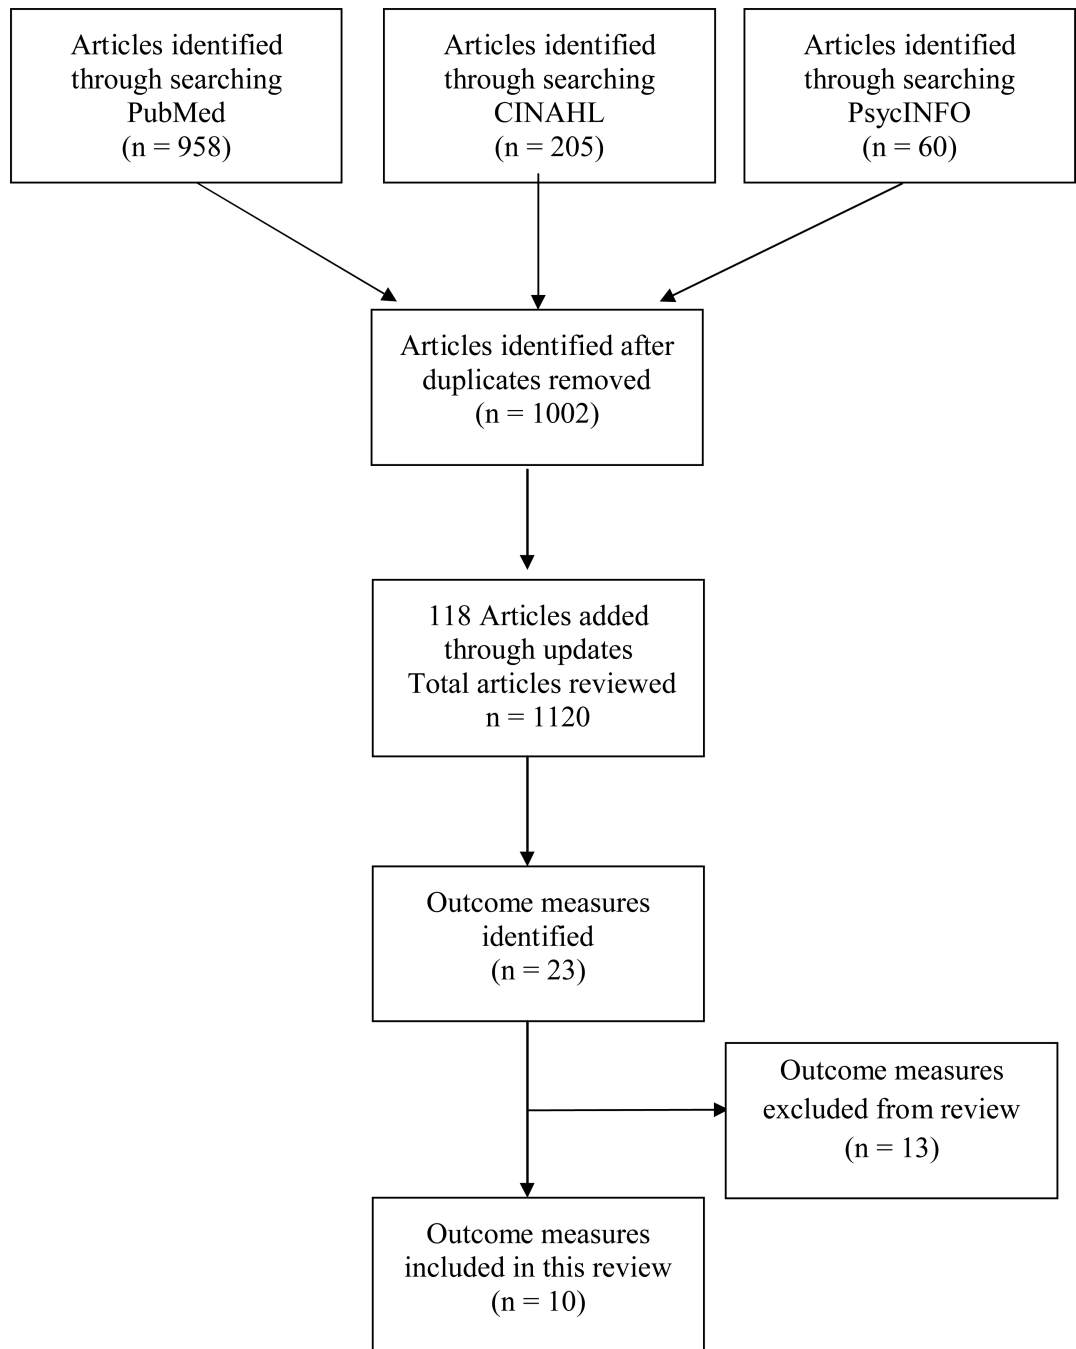 Articles identified
through searching
PubMed
(n = 958)
Articles identified
through searching
CINAHL
(n = 205)
Articles identified
through searching
PsycINFO
(n = 60)
Articles identified after
duplicates removed
(n = 1002)
118 Articles added
through updates
Total articles reviewed
n = 1120
Outcome measures
identified
(n = 23)
Outcome measures
excluded from review
(n = 13)
Outcome measures
included in this review
(n = 10)